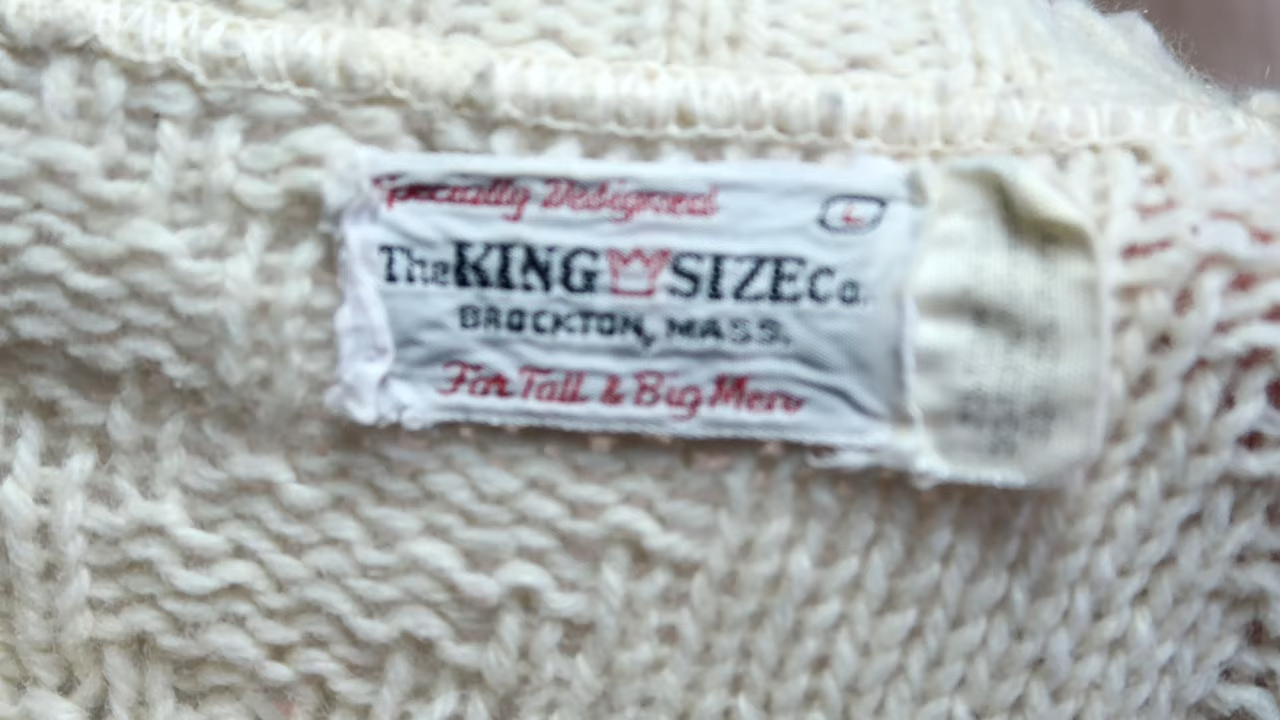 Specially Designed
L
The KING SIZE Co.
BROCKTON, MASS.
For Tall & Big Men